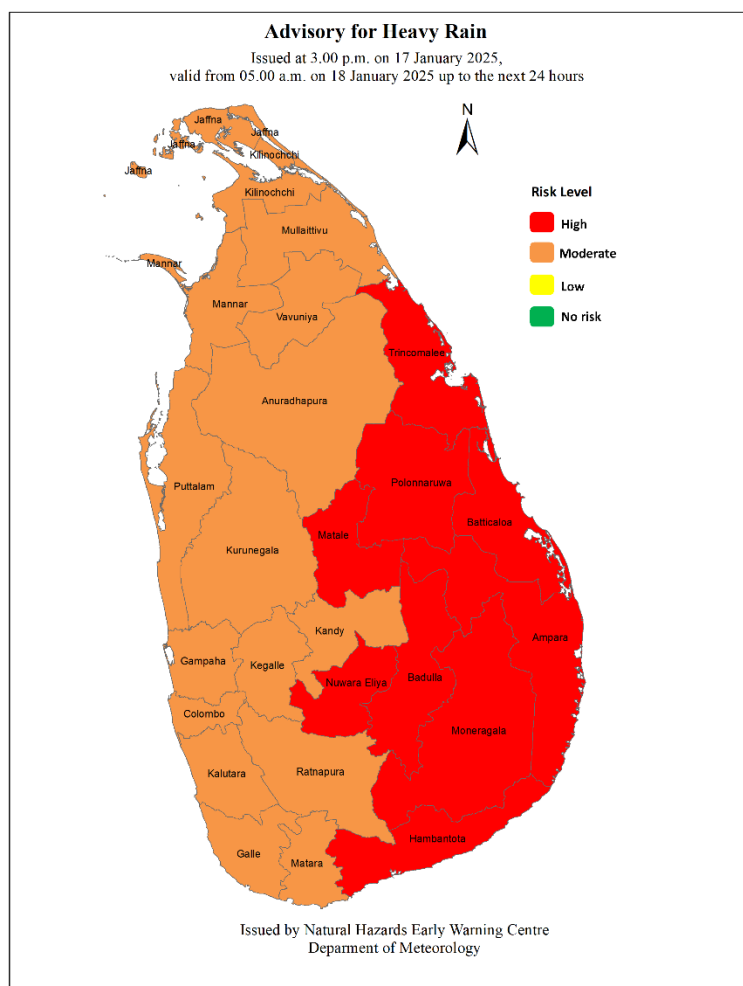 Advisory for Heavy Rain
Issued at 3.00 p.m. on 17 January 2025,
valid from 05.00 a.m. on 18 January 2025 up to the next 24 hours
N
Risk Level
High
Moderate
Low
No risk
Jaffna
Jaffna
Jaffna
Kilinochchi
Jaffna
Kilinochchi
Mullaittivu
Mannar
Mannar
Vavuniya
Trincomalee
Anuradhapura
Puttalam
Polonnaruwa
Batticaloa
Matale
Kurunegala
Kandy
Ampara
Gampaha
Kegalle
Nuwara Eliya
Badulla
Colombo
Moneragala
Kalutara
Ratnapura
Hambantota
Galle
Matara
Issued by Natural Hazards Early Warning Centre
Deparment of Meteorology